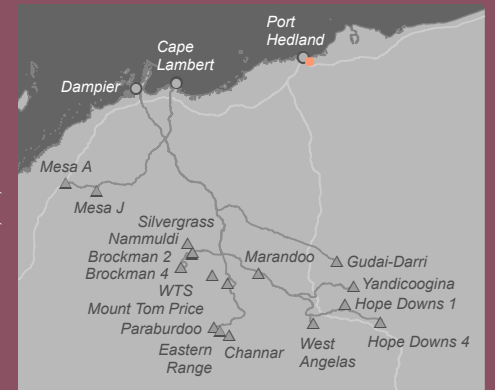 Port
Hedland
Cape
Lambert
Dampier
Mesa A
Mesa J
Silvergrass
Nammuldi
Brockman 2
Brockman 4
Marandoo
Gudai-Darri
WTS
Yandicoogina
Mount Tom Price
Hope Downs 1
Paraburdoo
Eastern
Range
Channar
West
Angelas
Hope Downs 4